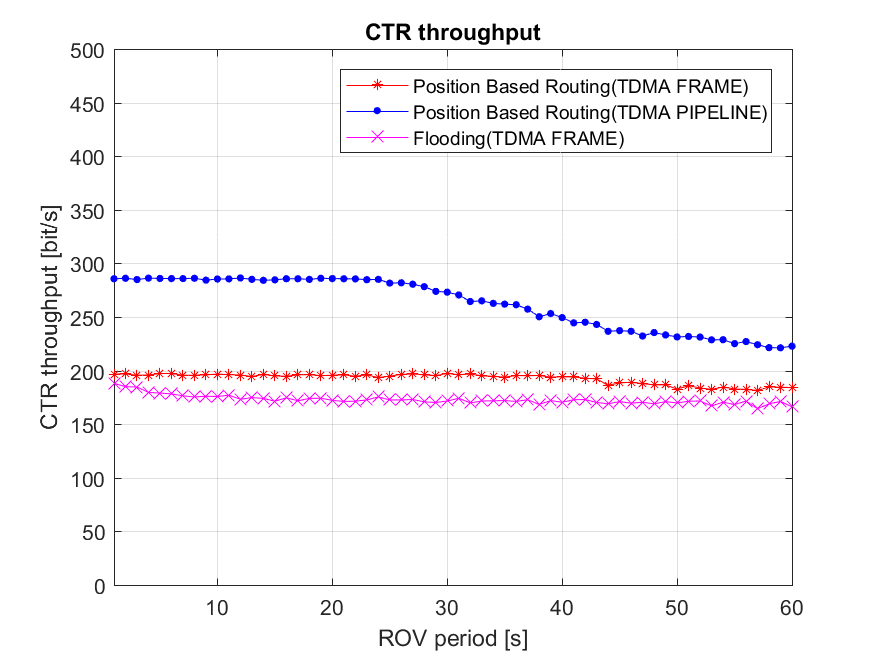 CTR throughput
500
450
400
350
300
250
200
150
100
50
0
CTR throughput [bit/s]
Position Based Routing(TDMA FRAME)
Position Based Routing(TDMA PIPELINE)
Flooding(TDMA FRAME)
10 20 30 40 50 60
ROV period [s]